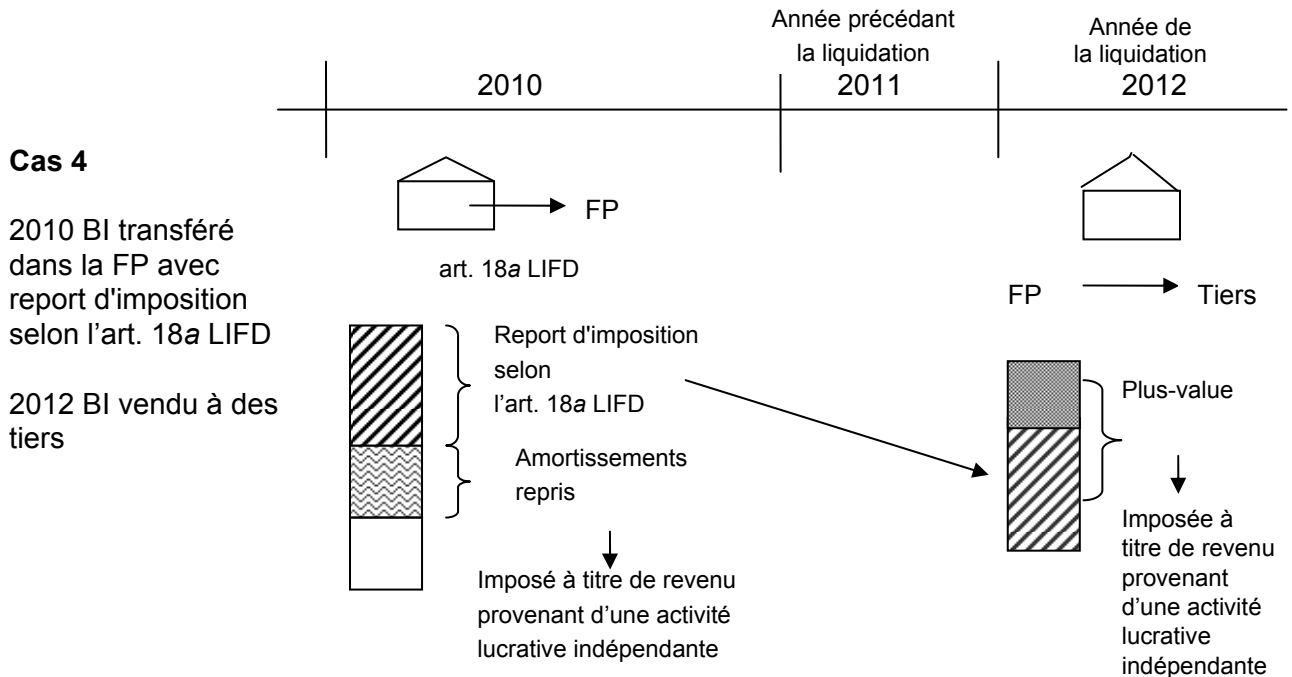 Année précédant
la liquidation
Année de
la liquidation
2010
2011
2012
Cas 4
2010 BI transféré
dans la FP avec
report d'imposition
selon l'art. 18a LIFD
2012 BI vendu à des
tiers
FP
art. 18a LIFD
Report d'imposition
selon
l'art. 18a LIFD
Amortissements
repris
Imposé à titre de revenu
provenant d'une activité
lucrative indépendante
FP
Tiers
Plus-value
Imposée à
titre de revenu
provenant
d'une activité
lucrative
indépendante